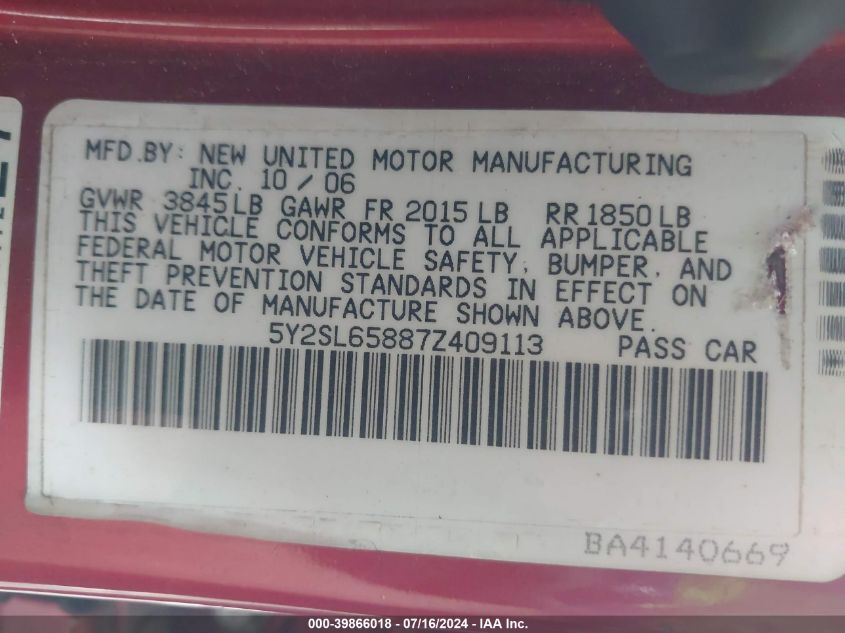 MFD.BY: NEW UNITED MOTOR MANUFACTURING
INC. 10 / 06
GVWR 3845LB GAWR FR 2015 LB RR 1850 LB
THIS VEHICLE CONFORMS TO ALL APPLICABLE
FEDERAL MOTOR VEHICLE SAFETY, BUMPER, AND
THEFT PREVENTION STANDARDS IN EFFECT ON
THE DATE OF MANUFACTURE SHOWN ABOVE.
5Y2SL65887Z409113 PASS CAR
BA4140669
000-39866018 - 07/16/2024 - IAA Inc.